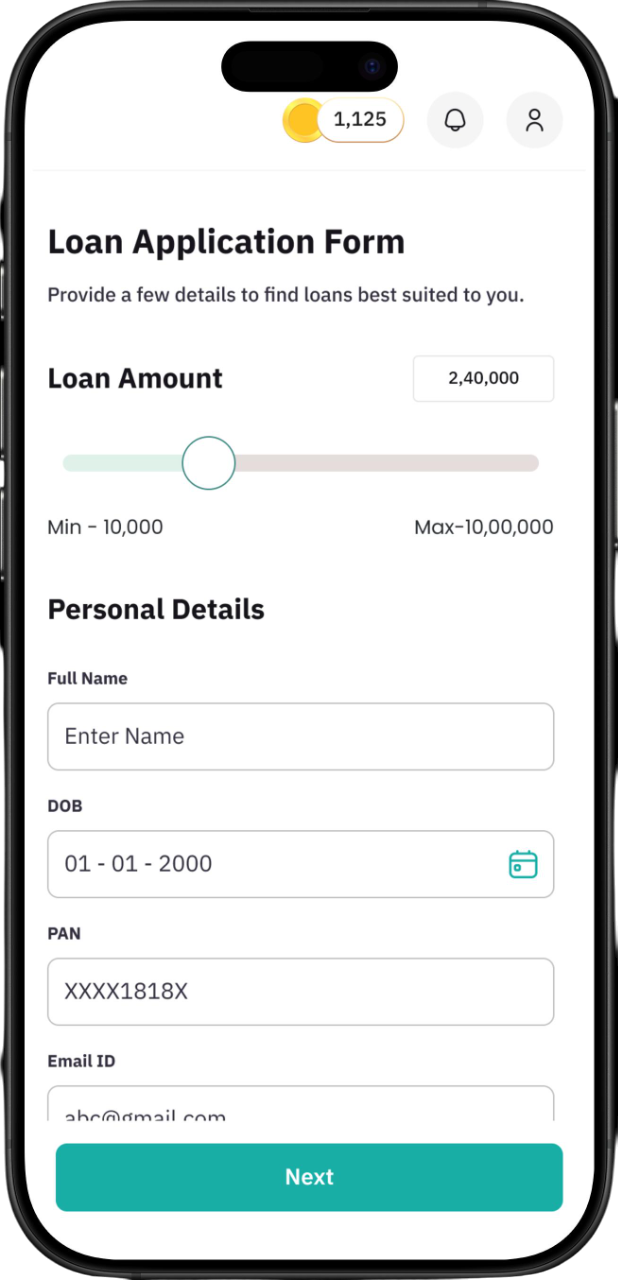 1,125
Loan Application Form
Provide a few details to find loans best suited to you.
Loan Amount
2,40,000
Min - 10,000
Max-10,00,000
Personal Details
Full Name
Enter Name
DOB
01 - 01 - 2000
PAN
XXXX1818X
Email ID
abc@gmail.com
Next